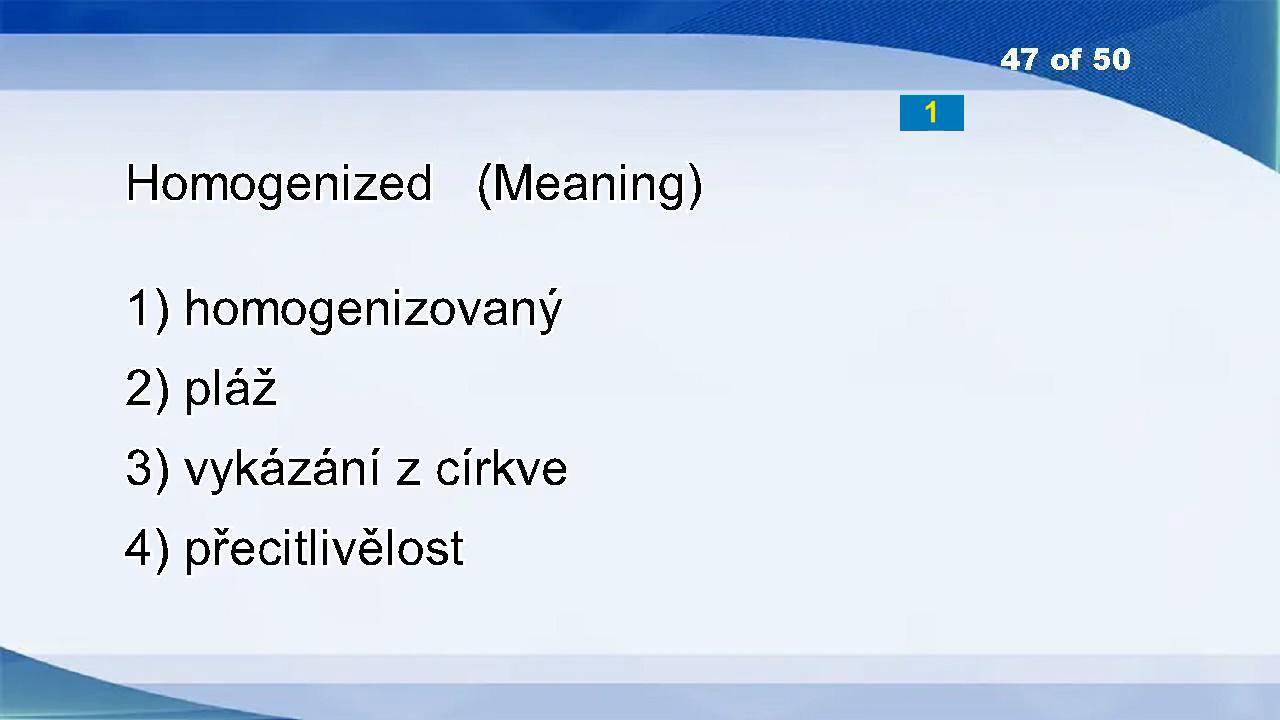 47 of 50
1
Homogenized (Meaning)
1) homogenizovaný
2) pláž
3) vykázání z církve
4) přecitlivělost